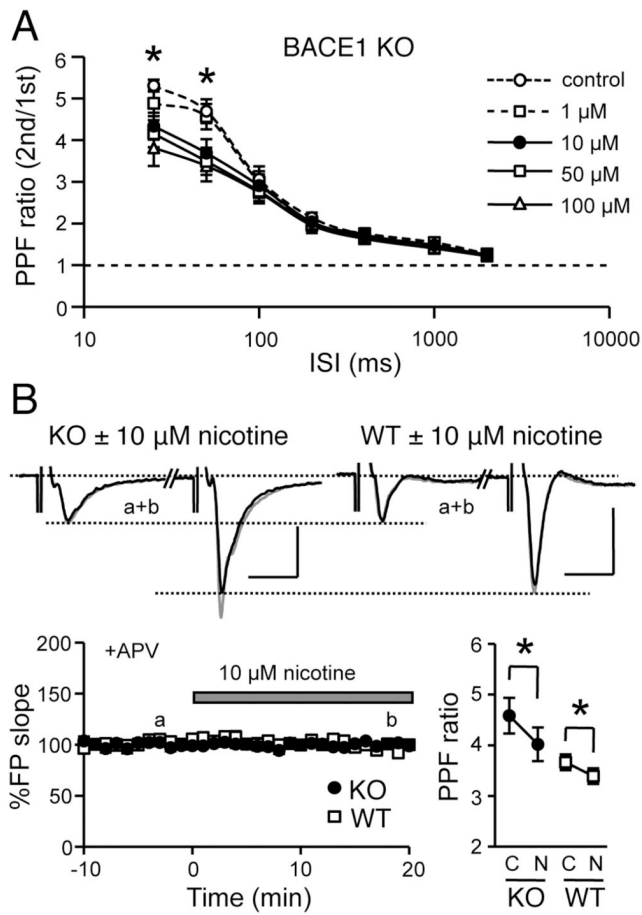 A
BACE1 KO
PPF ratio (2nd/1st)
6
5
4
3
2
1
0
*
*
control
1 µM
10 µM
50 µM
100 µM
10
100
1000
10000
ISI (ms)
B
KO ± 10 µM nicotine
WT ± 10 µM nicotine
a+b
a+b
%FP slope
200
150
100
50
0
+APV
10 µM nicotine
a
b
KO
WT
-10
0
10
20
Time (min)
PPF ratio
6
5
4
3
2
*
*
C N C N
KO WT